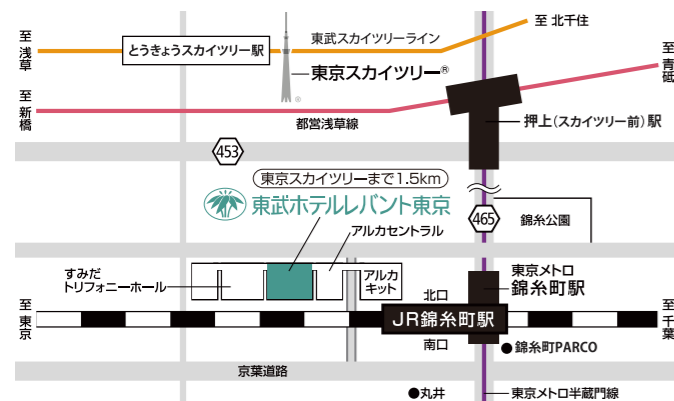 至 北千住
東武スカイツリーライン
至 浅草
とうきょうスカイツリー駅
東京スカイツリー®
®
至 青砥
至 新橋
都営浅草線
押上(スカイツリー前)駅
453
東京スカイツリーまで1.5km
東武ホテルレバント東京
465
錦糸公園
アルカセントラル
すみだ
トリフォニーホール
アルカ
キット
東京メトロ
錦糸町駅
北口
至 東京
JR錦糸町駅
至 千葉
南口
●錦糸町PARCO
京葉道路
●丸井
東京メトロ半蔵門線